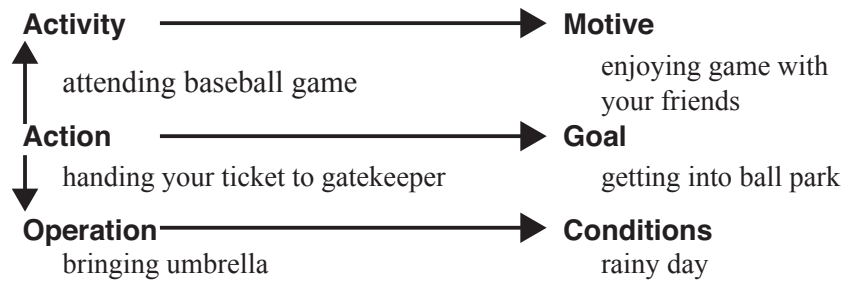 Activity Motive
attending baseball game
enjoying game with
your friends
Action Goal
handing your ticket to gatekeeper getting into ball park
Operation Conditions
bringing umbrella rainy day